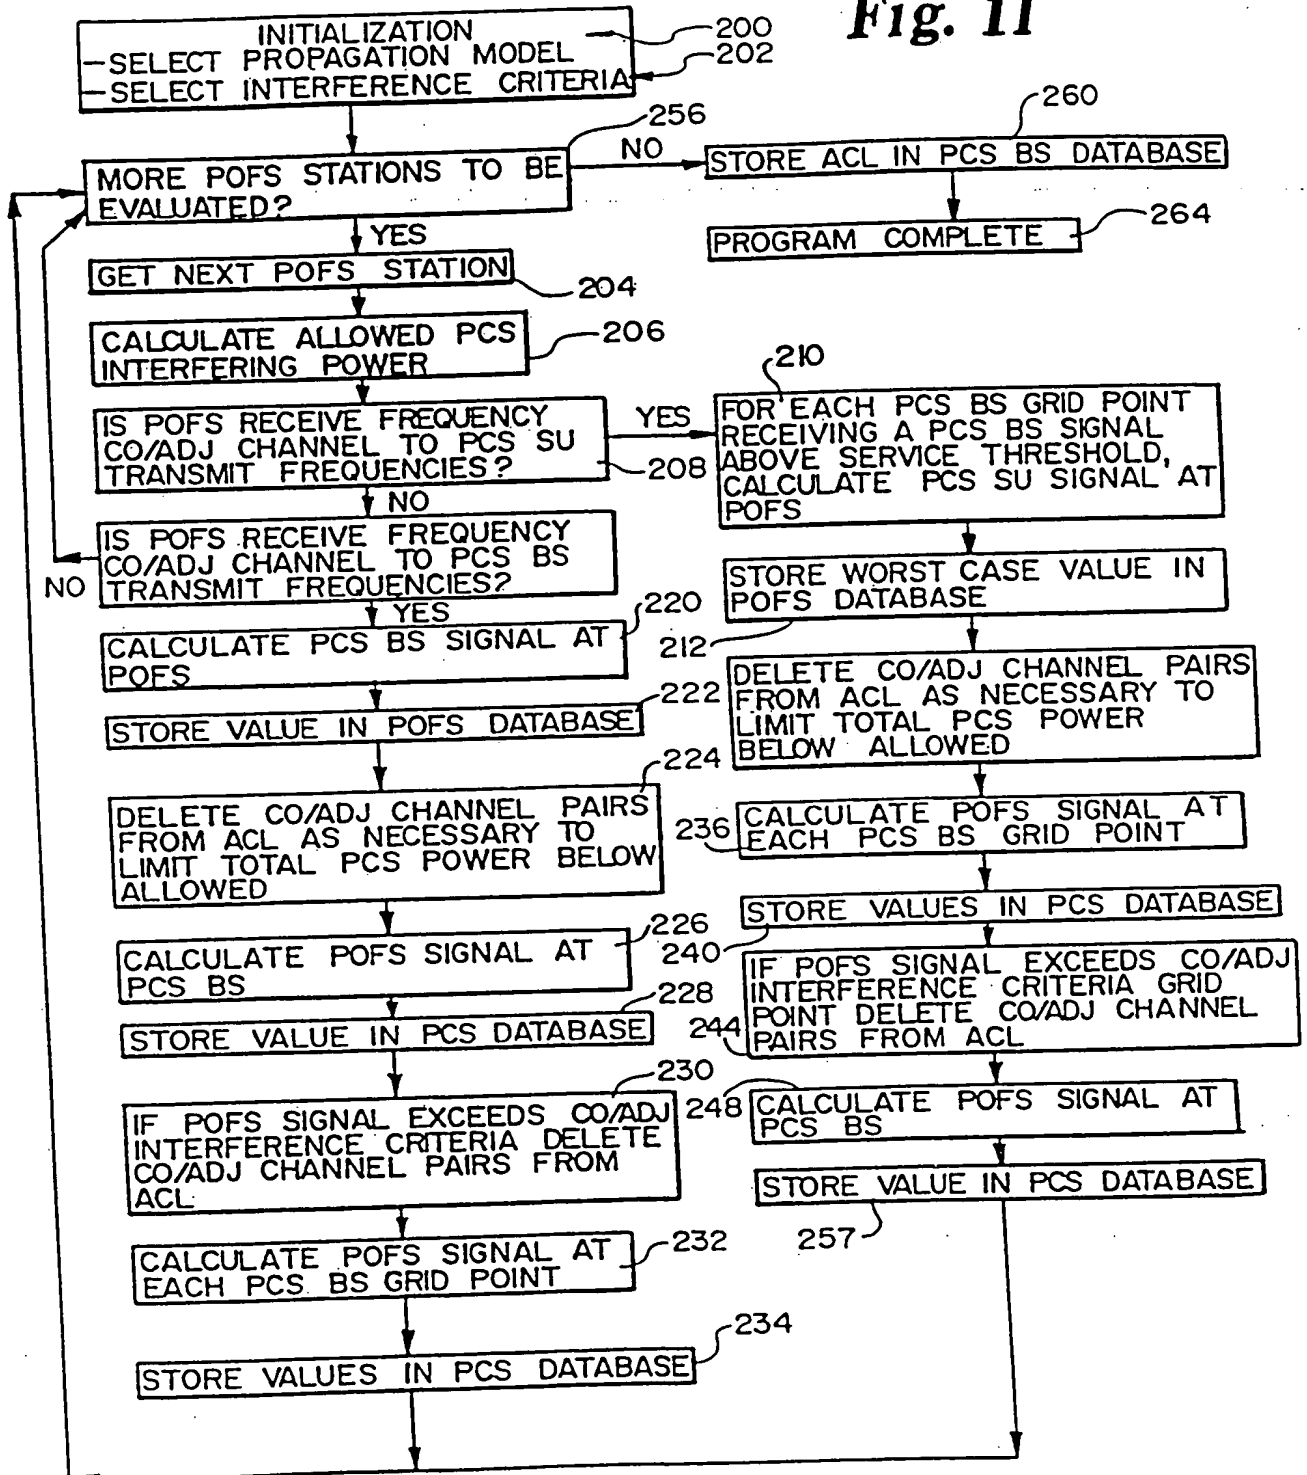 Fig. 11
INITIALIZATION
—SELECT PROPAGATION MODEL
—SELECT INTERFERENCE CRITERIA
200
202
256
MORE POFS STATIONS TO BE
EVALUATED?
NO
260
STORE ACL IN PCS BS DATABASE
264
PROGRAM COMPLETE
YES
GET NEXT POFS STATION
204
CALCULATE ALLOWED PCS
INTERFERING POWER
206
IS POFS RECEIVE FREQUENCY
CO/ADJ CHANNEL TO PCS SU
TRANSMIT FREQUENCIES?
208
YES
NO
IS POFS RECEIVE FREQUENCY
CO/ADJ CHANNEL TO PCS BS
TRANSMIT FREQUENCIES?
NO
YES
220
CALCULATE PCS BS SIGNAL AT
POFS
222
STORE VALUE IN POFS DATABASE
224
DELETE CO/ADJ CHANNEL PAIRS
FROM ACL AS NECESSARY TO
LIMIT TOTAL PCS POWER BELOW
ALLOWED
226
CALCULATE POFS SIGNAL AT
PCS BS
228
STORE VALUE IN PCS DATABASE
230
IF POFS SIGNAL EXCEEDS CO/ADJ
INTERFERENCE CRITERIA DELETE
CO/ADJ CHANNEL PAIRS FROM
ACL
CALCULATE POFS SIGNAL AT
EACH PCS BS GRID POINT
232
234
STORE VALUES IN PCS DATABASE
210
FOR EACH PCS BS GRID POINT
RECEIVING A PCS BS SIGNAL
ABOVE SERVICE THRESHOLD,
CALCULATE PCS SU SIGNAL AT
POFS
STORE WORST CASE VALUE IN
POFS DATABASE
212
DELETE CO/ADJ CHANNEL PAIRS
FROM ACL AS NECESSARY TO
LIMIT TOTAL PCS POWER
BELOW ALLOWED
236
CALCULATE POFS SIGNAL AT
EACH PCS BS GRID POINT
STORE VALUES IN PCS DATABASE
240
IF POFS SIGNAL EXCEEDS CO/ADJ
INTERFERENCE CRITERIA GRID
POINT DELETE CO/ADJ CHANNEL
PAIRS FROM ACL
244
248
CALCULATE POFS SIGNAL AT
PCS BS
STORE VALUE IN PCS DATABASE
257